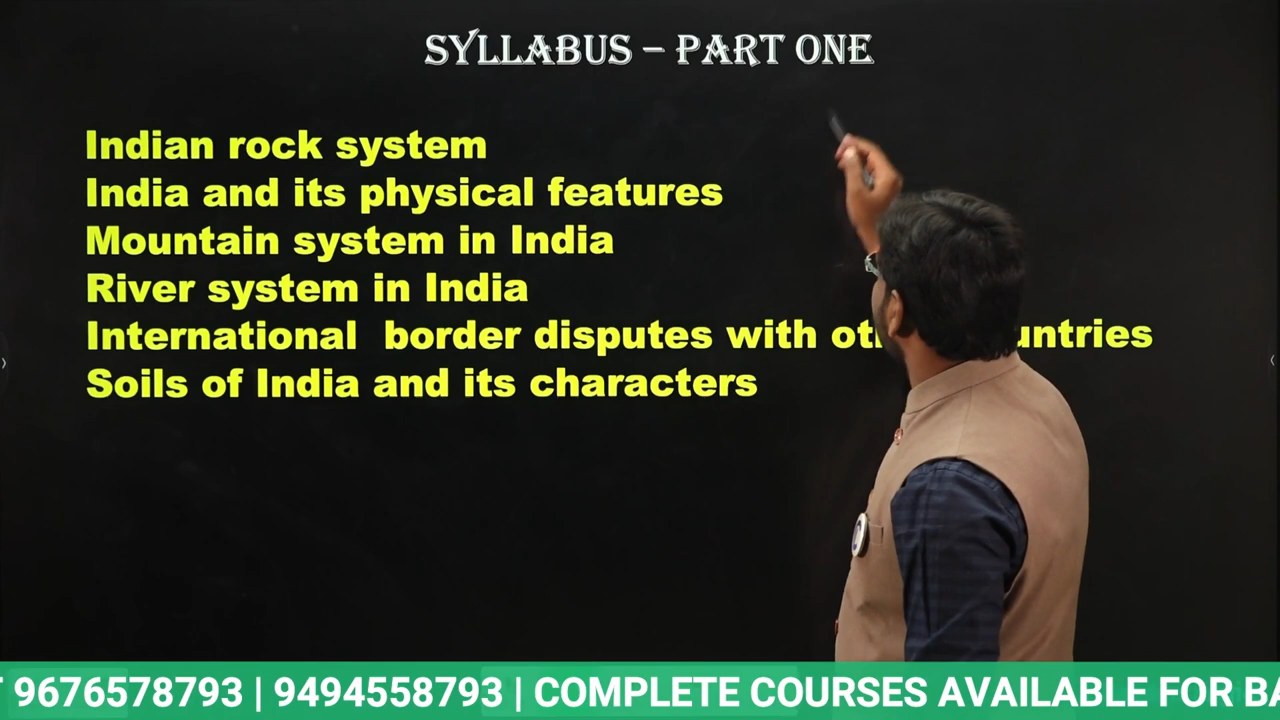 SYLLABUS – PART ONE
Indian rock system
India and its physical features
Mountain system in India
River system in India
International border disputes with
Soils of India and its characters
9676578793 | 9494558793 | COMPLETE COURSES AVAILABLE FOR